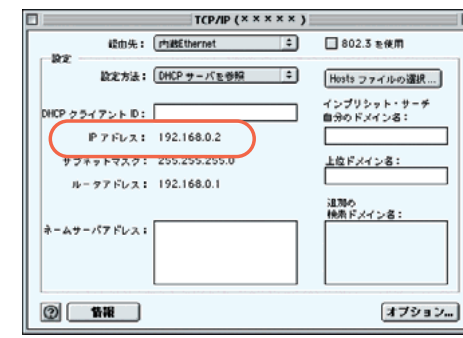 TCP/IP (×××××)
経由先： 内蔵Ethernet
802.3 を使用
設定
設定方法： DHCP サーバを参照
Hosts ファイルの選択...
DHCP クライアント ID：
インプリシット・サーチ
自分のドメイン名：
IP アドレス： 192.168.0.2
サブネットマスク： 255.255.255.0
上位ドメイン名：
ルータアドレス： 192.168.0.1
追加の
検索ドメイン名：
ネームサーバアドレス：
?
情報
オプション...